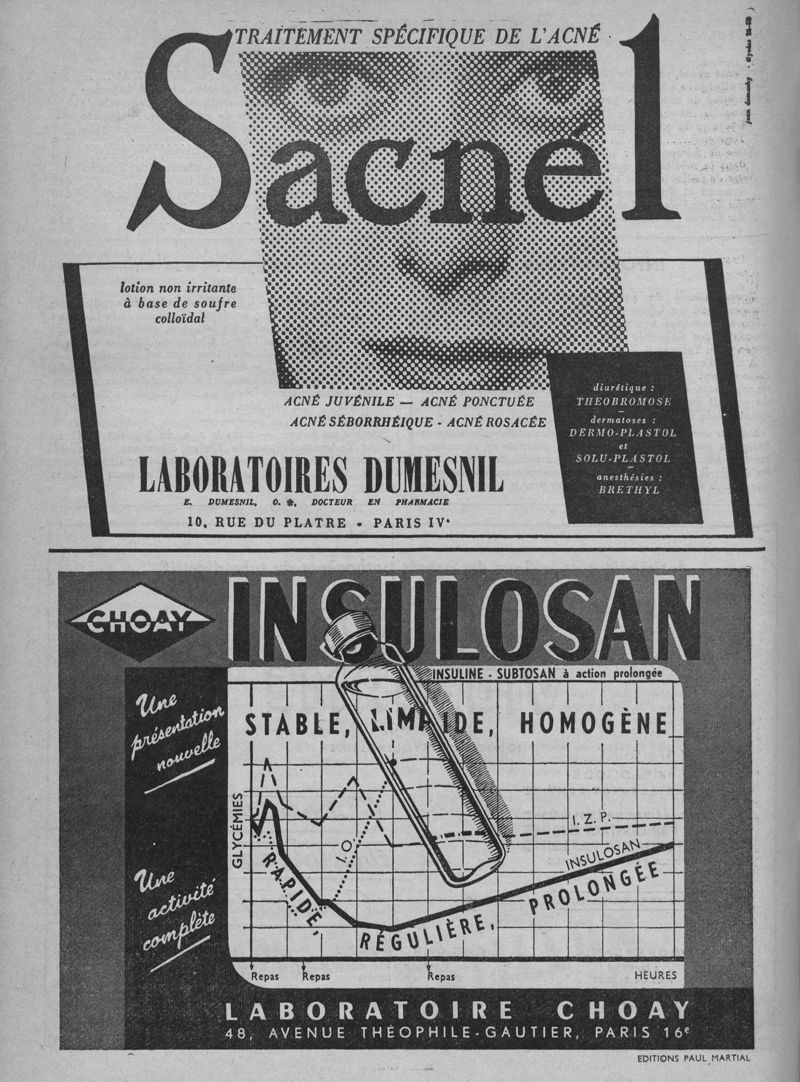 TRAITEMENT SPÉCIFIQUE DE L'ACNÉ
Sacnél
lotion non irritante
à base de soufre
colloïdal
ACNÉ JUVÉNILE — ACNÉ PONCTUÉE
ACNÉ SÉBORRHÉIQUE - ACNÉ ROSACÉE
diurétique :
THEOBROMOSE
dermatoses :
DERMO-PLASTOL
et
SOLU-PLASTOL
anesthésies :
BRETHYL
LABORATOIRES DUMESNIL
E. DUMESNIL, O. ✻, DOCTEUR EN PHARMACIE
10, RUE DU PLATRE - PARIS IVe
CHOAY
INSULOSAN
INSULINE - SUBTOSAN à action prolongée
Une
présentation
nouvelle
STABLE, LIMPIDE, HOMOGÈNE
GLYCÉMIES
I.O.
I. Z. P.
INSULOSAN
RAPIDE, RÉGULIÈRE, PROLONGÉE
Une
activité
complète
Repas Repas Repas HEURES
LABORATOIRE CHOAY
48, AVENUE THÉOPHILE-GAUTIER, PARIS 16e
EDITIONS PAUL MARTIAL